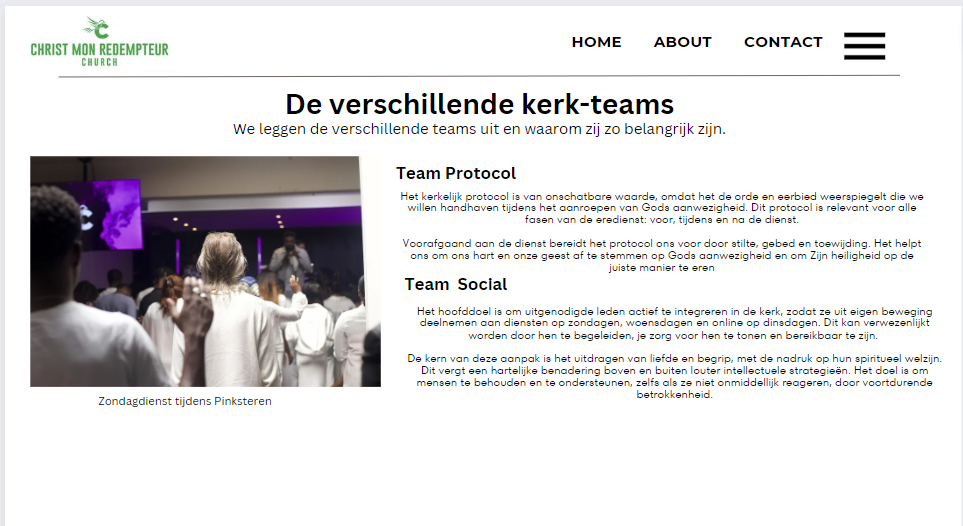 CHRIST MON REDEMPTEUR
CHURCH
HOME ABOUT CONTACT
De verschillende kerk-teams
We leggen de verschillende teams uit en waarom zij zo belangrijk zijn.
Team Protocol
Het kerkelijk protocol is van onschatbare waarde, omdat het de orde en eerbied weerspiegelt die we
willen handhaven tijdens het aanroepen van Gods aanwezigheid. Dit protocol is relevant voor alle
fasen van de eredienst: voor, tijdens en na de dienst.
Voorafgaand aan de dienst bereidt het protocol ons voor door stilte, gebed en toewijding. Het helpt
ons om ons hart en onze geest af te stemmen op Gods aanwezigheid en om Zijn heiligheid op de
juiste manier te eren
Team Social
Het hoofddoel is om uitgenodigde leden actief te integreren in de kerk, zodat ze uit eigen beweging
deelnemen aan diensten op zondagen, woensdagen en online op dinsdagen. Dit kan verwezenlijkt
worden door hen te begeleiden, je zorg voor hen te tonen en bereikbaar te zijn.
De kern van deze aanpak is het uitdragen van liefde en begrip, met de nadruk op hun spiritueel welzijn.
Dit vergt een hartelijke benadering boven en buiten louter intellectuele strategieën. Het doel is om
mensen te behouden en te ondersteunen, zelfs als ze niet onmiddellijk reageren, door voortdurende
betrokkenheid.
Zondagdienst tijdens Pinksteren